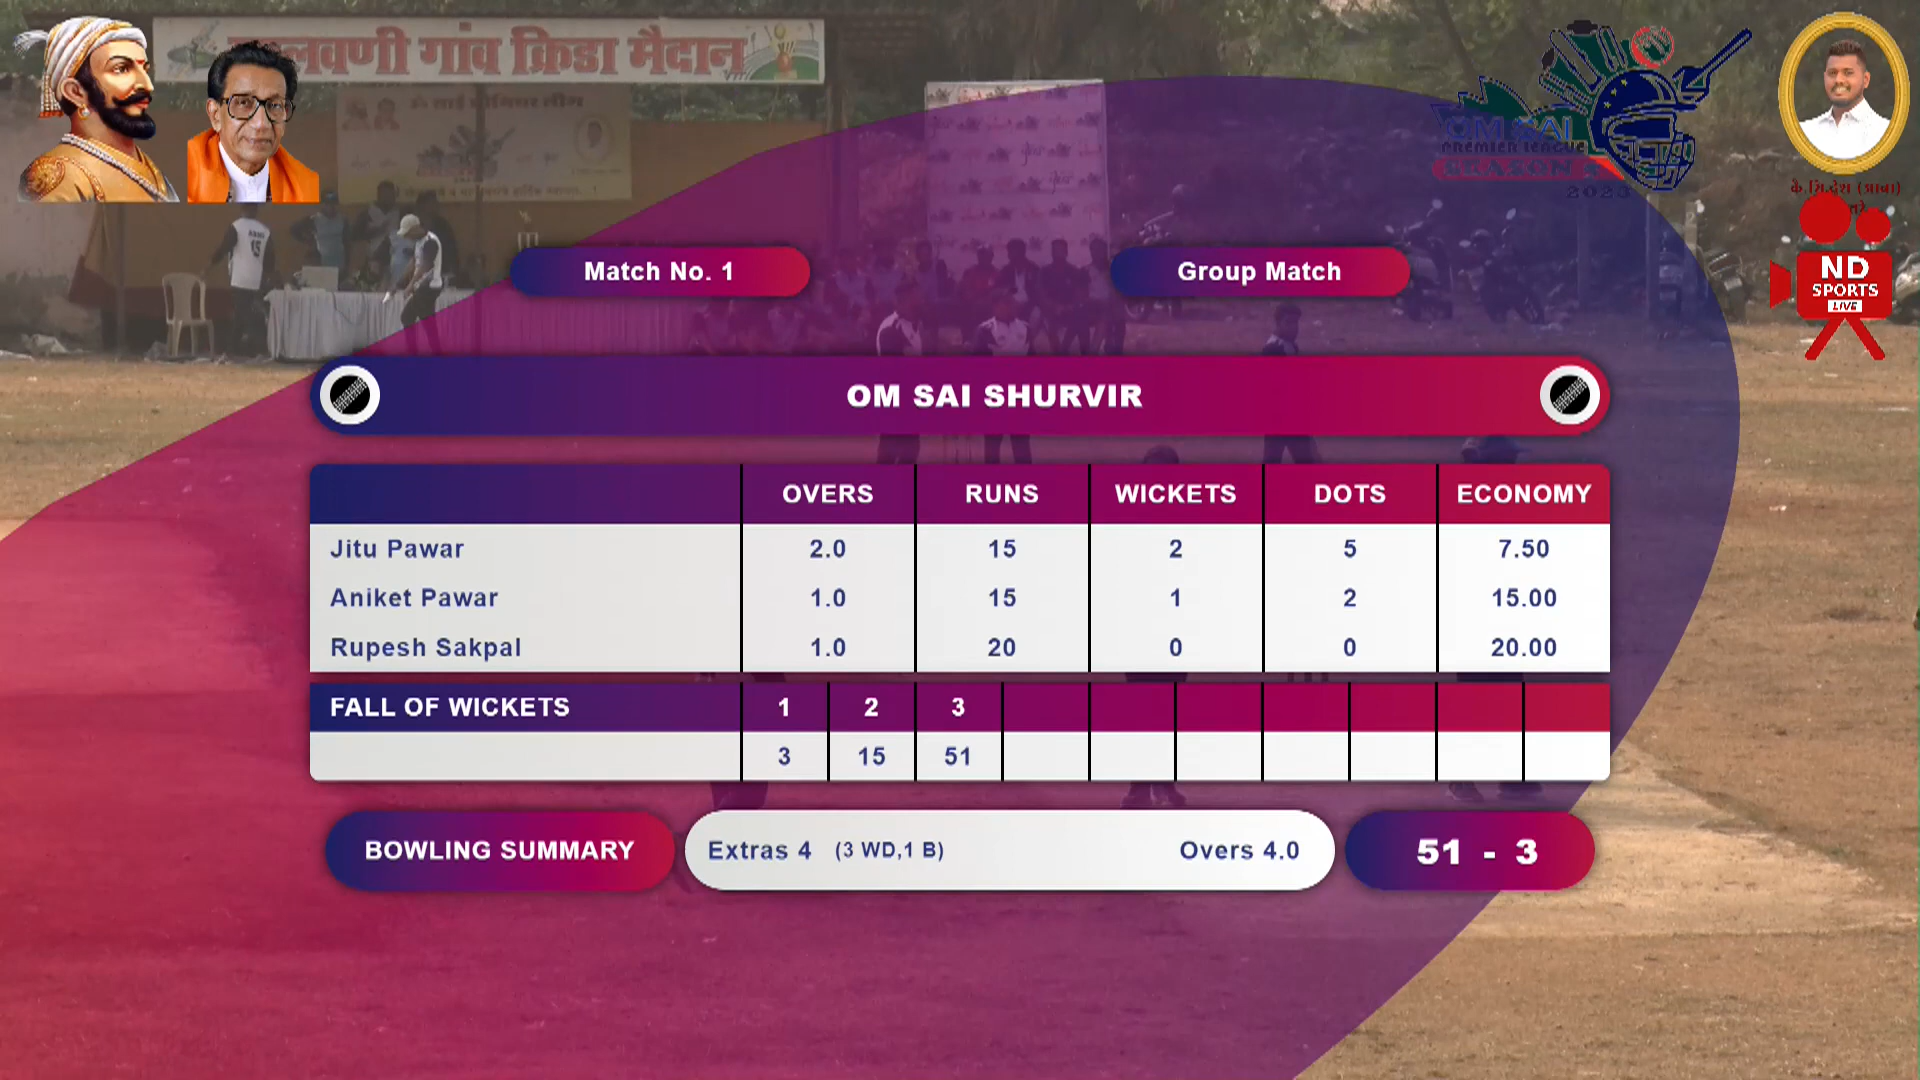 गांव क्रिडा मैदान
OM SAI
PREMIER LEAGUE
SEASON
2023
ND
SPORTS
LIVE
Match No. 1
Group Match
OM SAI SHURVIR
OVERS RUNS WICKETS DOTS ECONOMY
Jitu Pawar 2.0 15 2 5 7.50
Aniket Pawar 1.0 15 1 2 15.00
Rupesh Sakpal 1.0 20 0 0 20.00
FALL OF WICKETS 1 2 3
3 15 51
BOWLING SUMMARY Extras 4 (3 WD,1 B) Overs 4.0 51 - 3